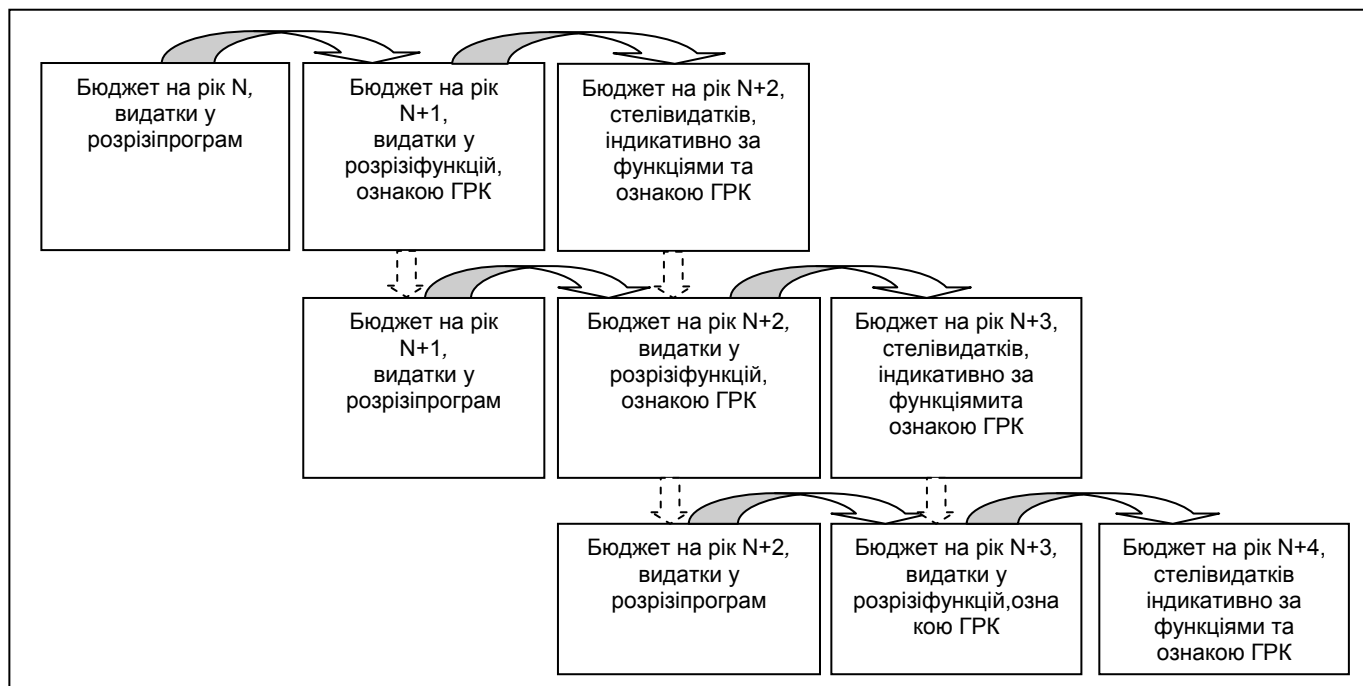 Бюджет на рік N,
видатки у
розрізіпрограм
Бюджет на рік
N+1,
видатки у
розрізіфункцій,
ознакою ГРК
Бюджет на рік N+2,
стелівидатків,
індикативно за
функціями та
ознакою ГРК
Бюджет на рік
N+1,
видатки у
розрізіпрограм
Бюджет на рік N+2,
видатки у
розрізіфункцій,
ознакою ГРК
Бюджет на рік N+3,
стелівидатків,
індикативно за
функціямита
ознакою ГРК
Бюджет на рік N+2,
видатки у
розрізіпрограм
Бюджет на рік N+3,
видатки у
розрізіфункцій,озна
кою ГРК
Бюджет на рік N+4,
стелівидатків
індикативно за
функціями та
ознакою ГРК